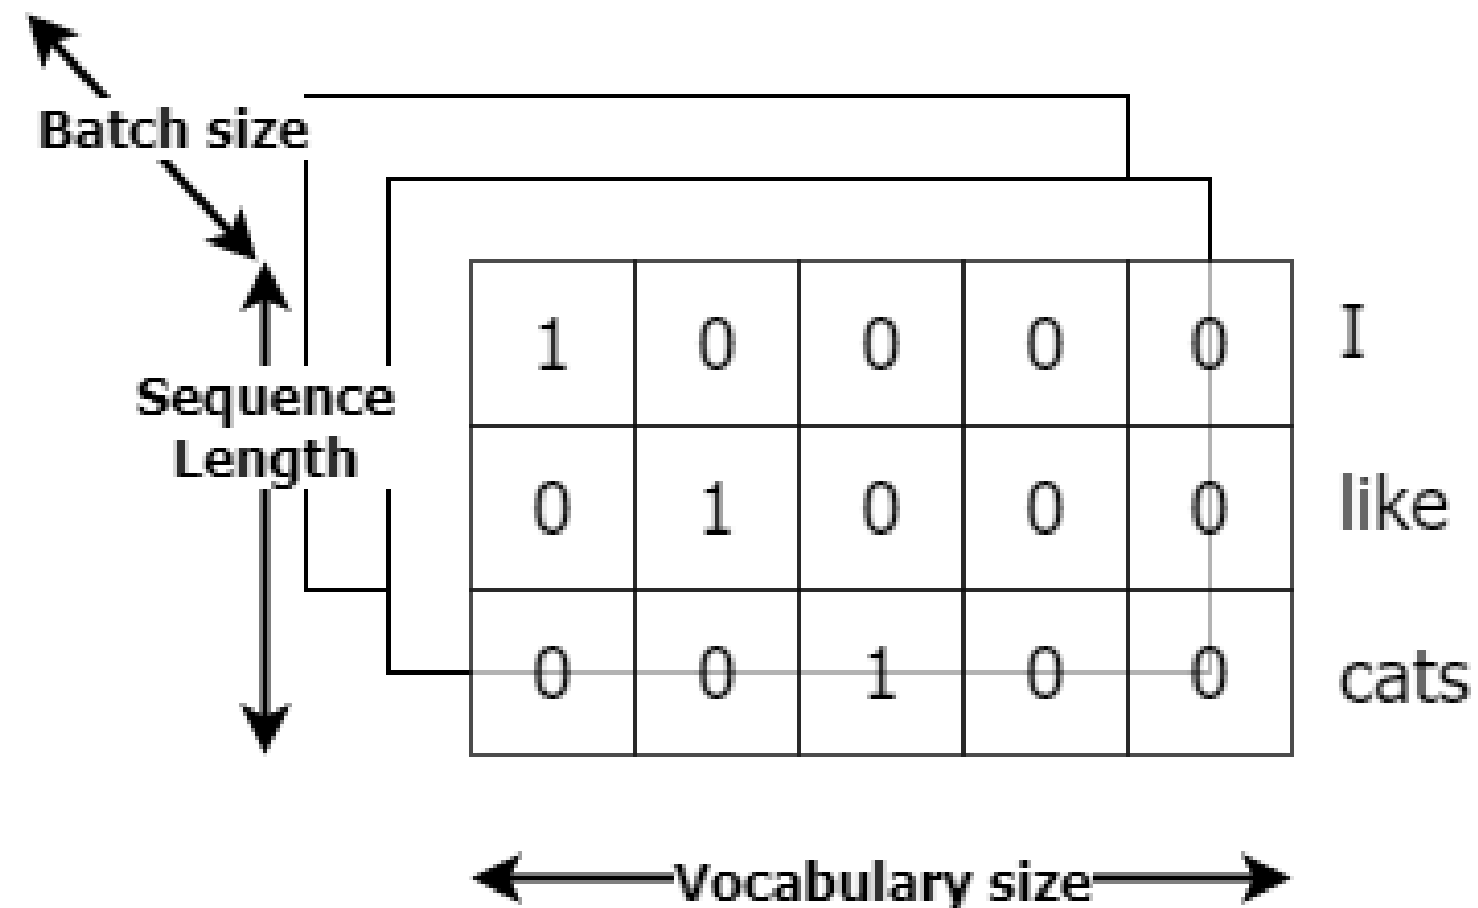 Batch size
1 0 0 0 0 I
Sequence
Length
0 1 0 0 0 like
0 0 1 0 0 cats
Vocabulary size